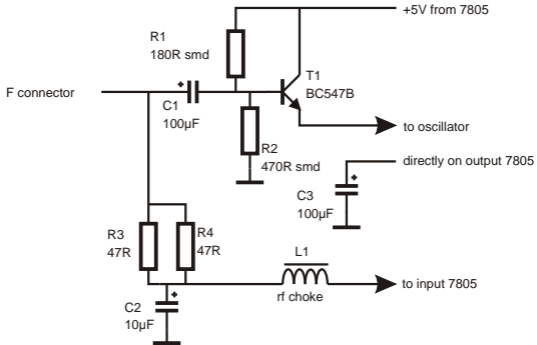 +5V from 7805
R1
180R smd
T1
BC547B
F connector
C1
100µF
to oscillator
R2
470R smd
directly on output 7805
C3
100µF
R3
47R
R4
47R
L1
rf choke
to input 7805
C2
10µF